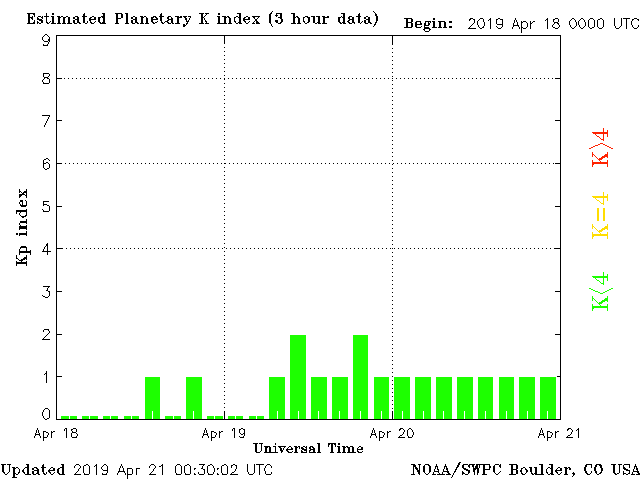 Estimated Planetary K index (3 hour data) Begin: 2019 Apr 18 0000 UTC
9
8
7
6
5
4
3
2
1
0
Kp index
K>4
K=4
K<4
Apr 18 Apr 19 Apr 20 Apr 21
Universal Time
Updated 2019 Apr 21 00:30:02 UTC NOAA/SWPC Boulder, CO USA